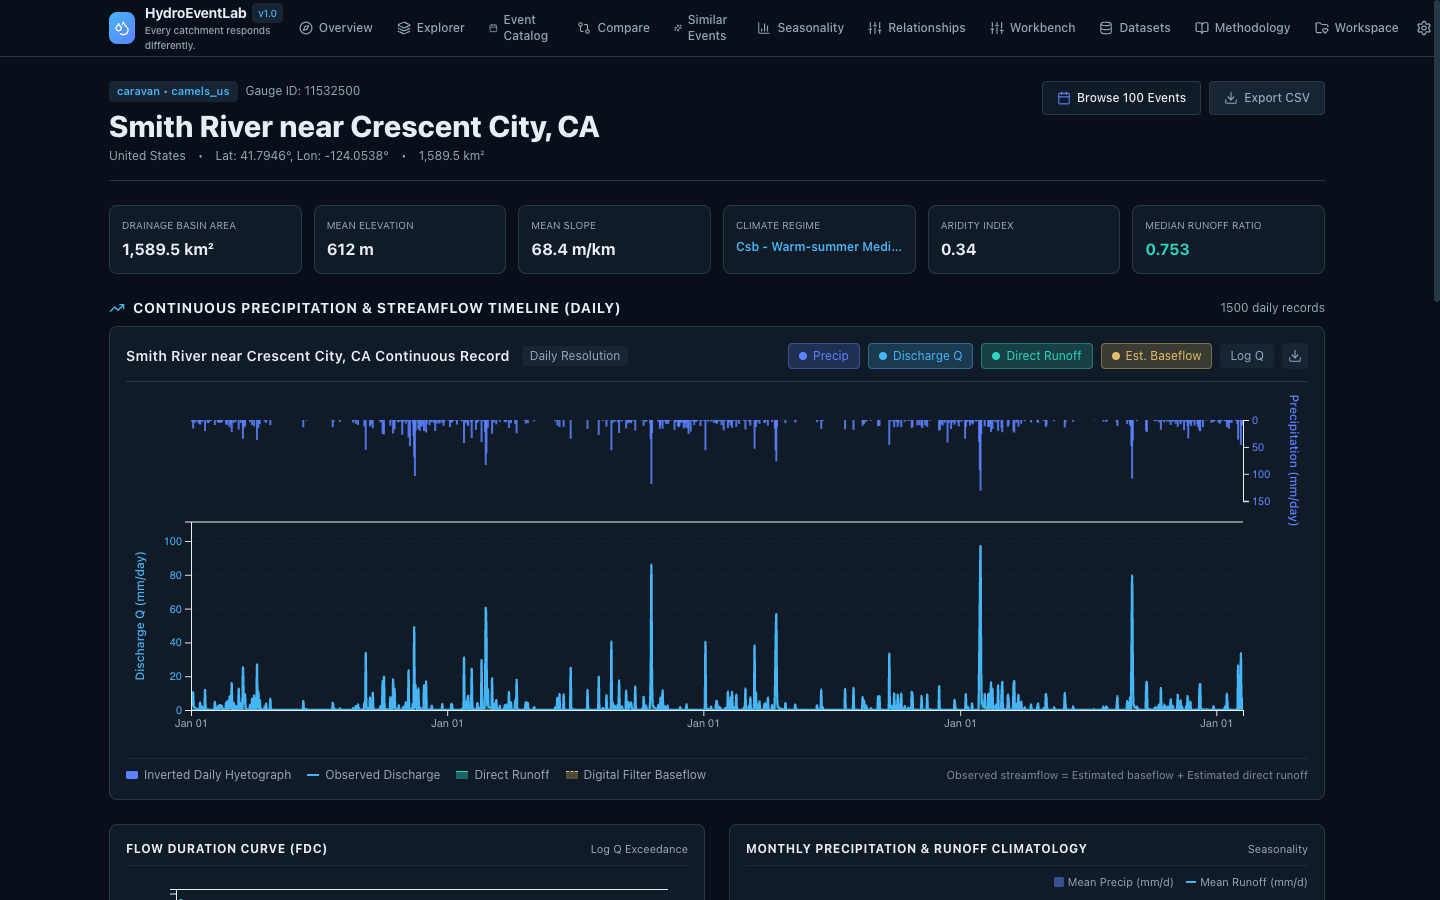 HydroEventLab v1.0
Every catchment responds
differently.
Overview
Explorer
Event
Catalog
Compare
Similar
Events
Seasonality
Relationships
Workbench
Datasets
Methodology
Workspace
caravan • camels_us Gauge ID: 11532500
Browse 100 Events
Export CSV
Smith River near Crescent City, CA
United States • Lat: 41.7946°, Lon: -124.0538° • 1,589.5 km²
DRAINAGE BASIN AREA
1,589.5 km²
MEAN ELEVATION
612 m
MEAN SLOPE
68.4 m/km
CLIMATE REGIME
Csb - Warm-summer Medi...
ARIDITY INDEX
0.34
MEDIAN RUNOFF RATIO
0.753
CONTINUOUS PRECIPITATION & STREAMFLOW TIMELINE (DAILY)
1500 daily records
Smith River near Crescent City, CA Continuous Record
Daily Resolution
Precip
Discharge Q
Direct Runoff
Est. Baseflow
Log Q
0
50
100
150
Precipitation (mm/day)
100
80
60
40
20
0
Discharge Q (mm/day)
Jan 01
Jan 01
Jan 01
Jan 01
Jan 01
Inverted Daily Hyetograph
Observed Discharge
Direct Runoff
Digital Filter Baseflow
Observed streamflow = Estimated baseflow + Estimated direct runoff
FLOW DURATION CURVE (FDC)
Log Q Exceedance
MONTHLY PRECIPITATION & RUNOFF CLIMATOLOGY
Seasonality
Mean Precip (mm/d)
Mean Runoff (mm/d)